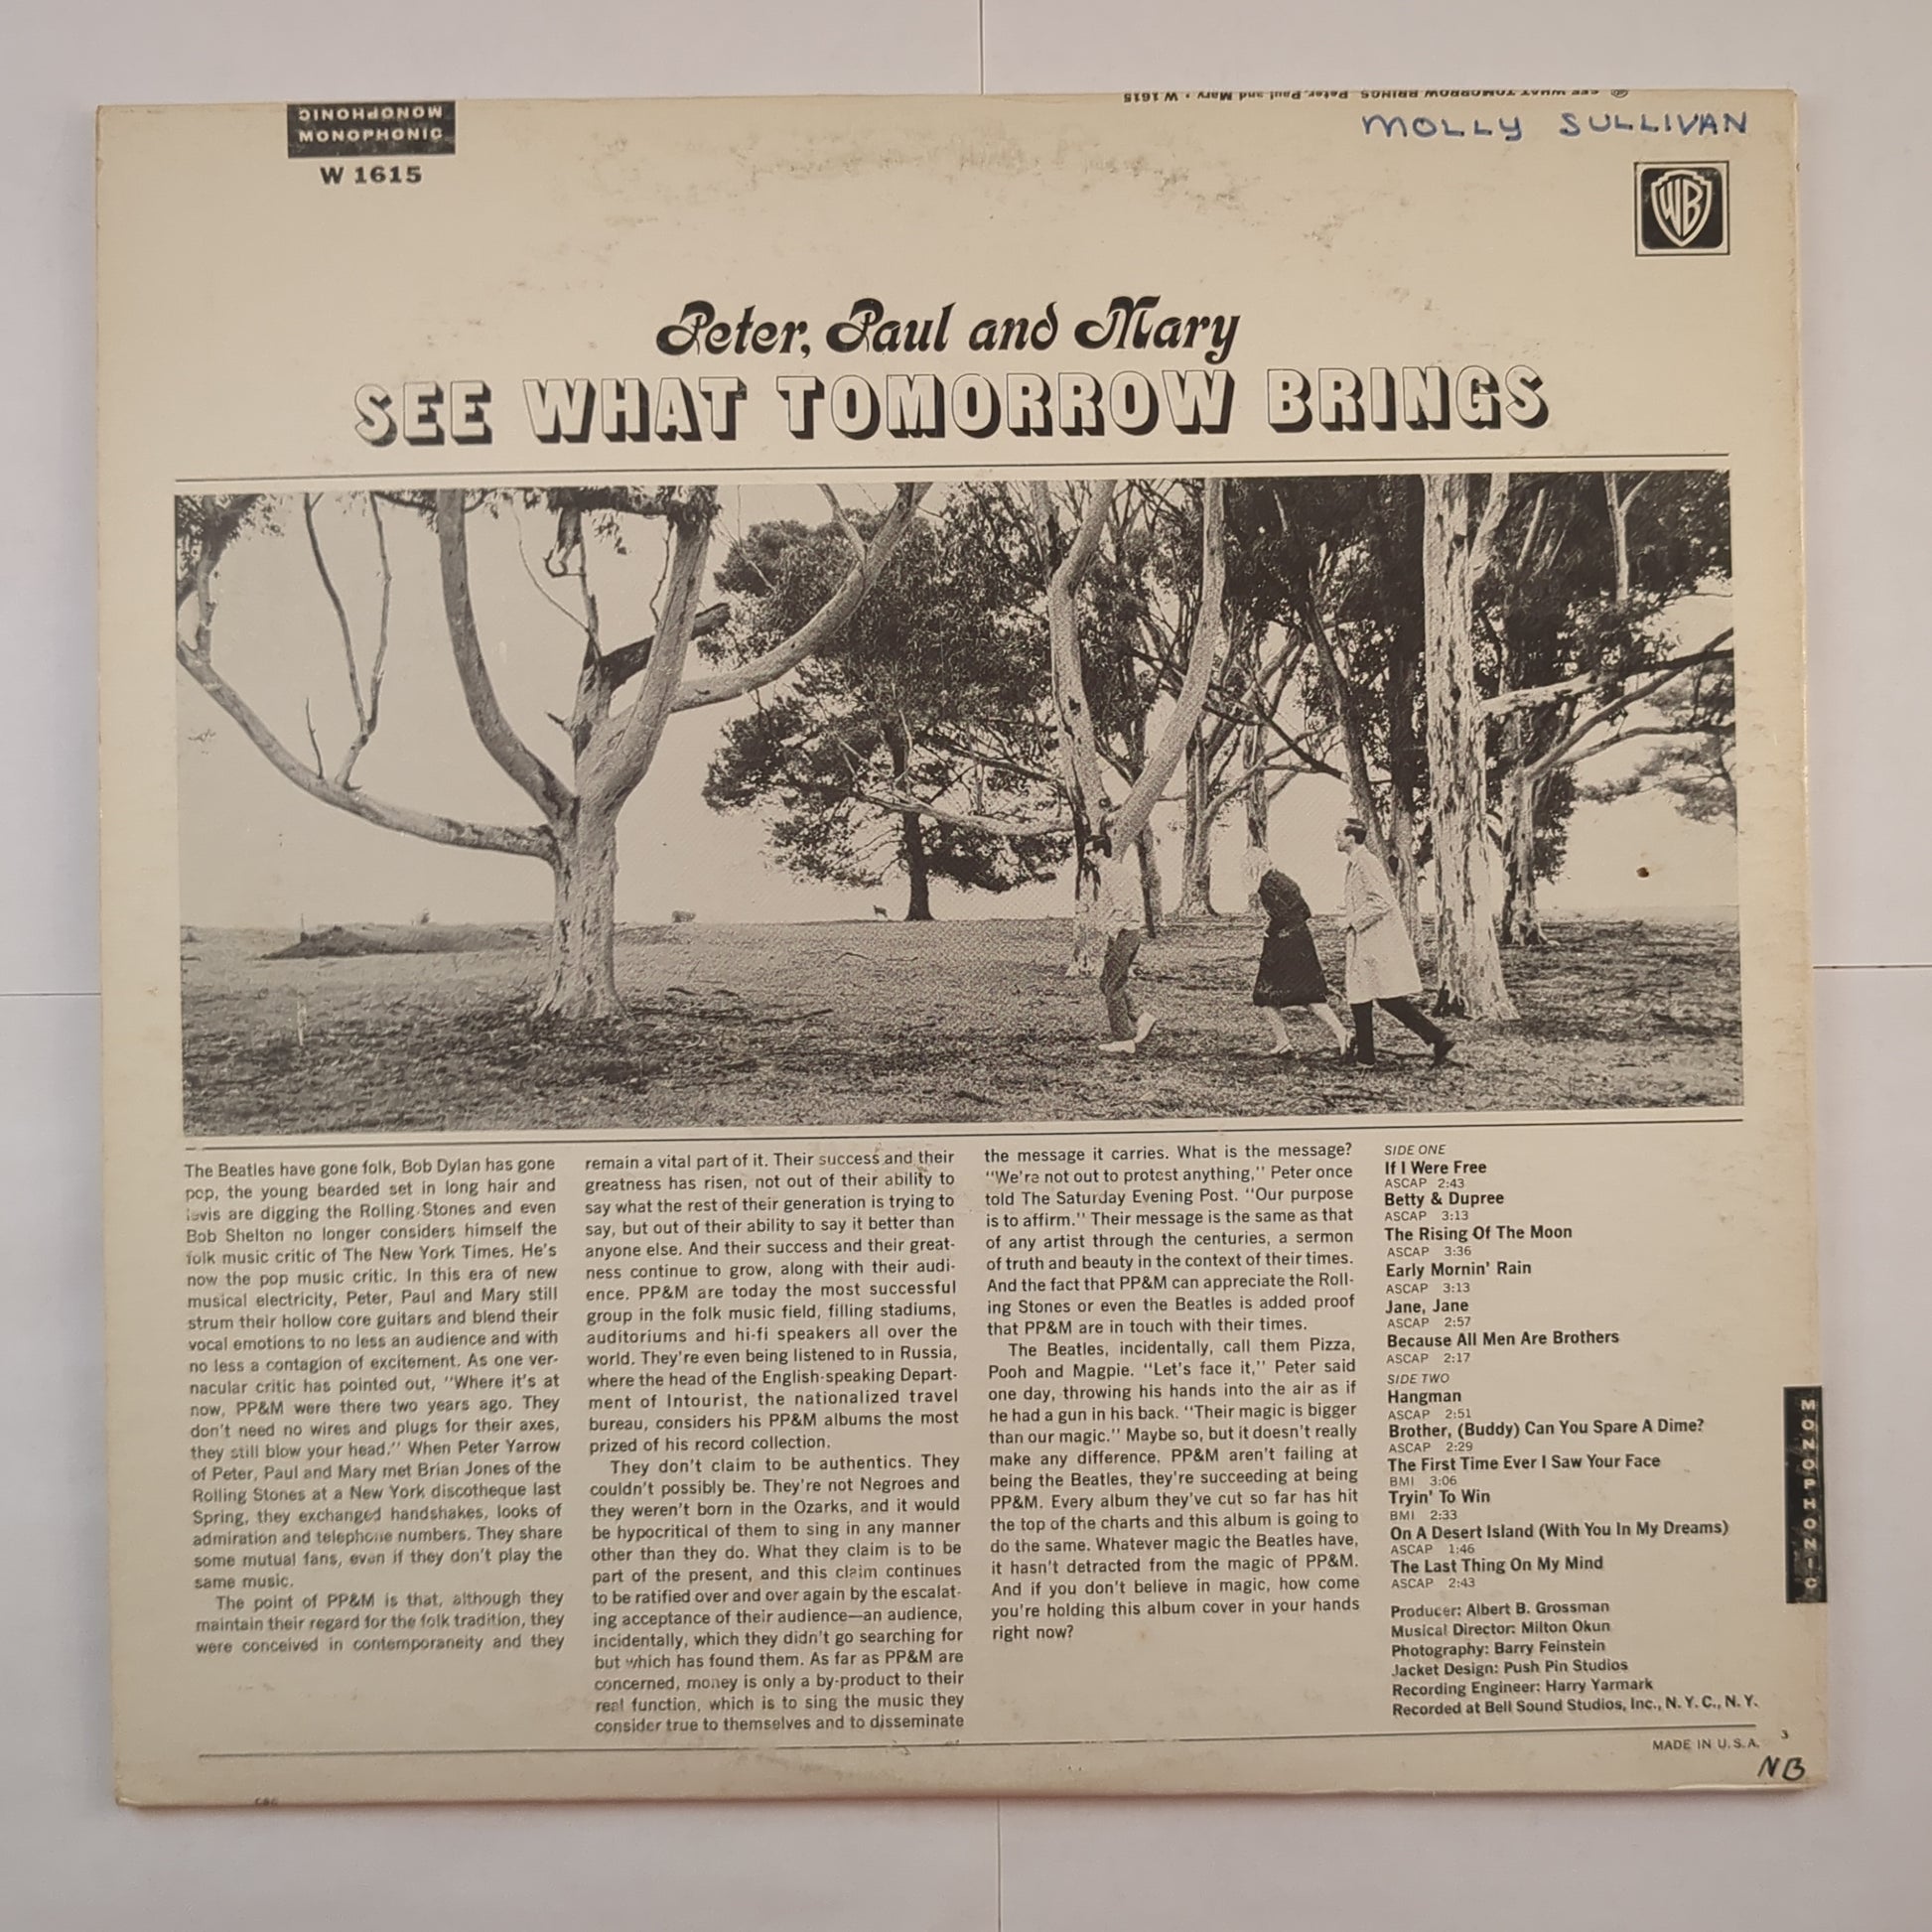 MONOPHONIC
MONOPHONIC
W 1615
SEE WHAT TOMORROW BRINGS Peter, Paul and Mary • W 1615
MOLLY SULLIVAN
WB
Peter, Paul and Mary
SEE WHAT TOMORROW BRINGS
The Beatles have gone folk, Bob Dylan has gone
pop, the young bearded set in long hair and
levis are digging the Rolling Stones and even
Bob Shelton no longer considers himself the
folk music critic of The New York Times. He's
now the pop music critic. In this era of new
musical electricity, Peter, Paul and Mary still
strum their hollow core guitars and blend their
vocal emotions to no less an audience and with
no less a contagion of excitement. As one ver-
nacular critic has pointed out, "Where it's at
now, PP&M were there two years ago. They
don't need no wires and plugs for their axes,
they still blow your head." When Peter Yarrow
of Peter, Paul and Mary met Brian Jones of the
Rolling Stones at a New York discotheque last
Spring, they exchanged handshakes, looks of
admiration and telephone numbers. They share
some mutual fans, even if they don't play the
same music.
The point of PP&M is that, although they
maintain their regard for the folk tradition, they
were conceived in contemporaneity and they
remain a vital part of it. Their success and their
greatness has risen, not out of their ability to
say what the rest of their generation is trying to
say, but out of their ability to say it better than
anyone else. And their success and their great-
ness continue to grow, along with their audi-
ence. PP&M are today the most successful
group in the folk music field, filling stadiums,
auditoriums and hi-fi speakers all over the
world. They're even being listened to in Russia,
where the head of the English-speaking Depart-
ment of Intourist, the nationalized travel
bureau, considers his PP&M albums the most
prized of his record collection.
They don't claim to be authentics. They
couldn't possibly be. They're not Negroes and
they weren't born in the Ozarks, and it would
be hypocritical of them to sing in any manner
other than they do. What they claim is to be
part of the present, and this claim continues
to be ratified over and over again by the escalat-
ing acceptance of their audience—an audience,
incidentally, which they didn't go searching for
but which has found them. As far as PP&M are
concerned, money is only a by-product to their
real function, which is to sing the music they
consider true to themselves and to disseminate
the message it carries. What is the message?
"We're not out to protest anything," Peter once
told The Saturday Evening Post. "Our purpose
is to affirm." Their message is the same as that
of any artist through the centuries, a sermon
of truth and beauty in the context of their times.
And the fact that PP&M can appreciate the Roll-
ing Stones or even the Beatles is added proof
that PP&M are in touch with their times.
The Beatles, incidentally, call them Pizza,
Pooh and Magpie. "Let's face it," Peter said
one day, throwing his hands into the air as if
he had a gun in his back. "Their magic is bigger
than our magic." Maybe so, but it doesn't really
make any difference. PP&M aren't failing at
being the Beatles, they're succeeding at being
PP&M. Every album they've cut so far has hit
the top of the charts and this album is going to
do the same. Whatever magic the Beatles have,
it hasn't detracted from the magic of PP&M.
And if you don't believe in magic, how come
you're holding this album cover in your hands
right now?
SIDE ONE
If I Were Free
ASCAP 2:43
Betty & Dupree
ASCAP 3:13
The Rising Of The Moon
ASCAP 3:36
Early Mornin' Rain
ASCAP 3:13
Jane, Jane
ASCAP 2:57
Because All Men Are Brothers
ASCAP 2:17
SIDE TWO
Hangman
ASCAP 2:51
Brother, (Buddy) Can You Spare A Dime?
ASCAP 2:29
The First Time Ever I Saw Your Face
BMI 3:06
Tryin' To Win
BMI 2:33
On A Desert Island (With You In My Dreams)
ASCAP 1:46
The Last Thing On My Mind
ASCAP 2:43
Producer: Albert B. Grossman
Musical Director: Milton Okun
Photography: Barry Feinstein
Jacket Design: Push Pin Studios
Recording Engineer: Harry Yarmark
Recorded at Bell Sound Studios, Inc., N.Y.C., N.Y.
MONOPHONIC
MADE IN U.S.A.
3
NB